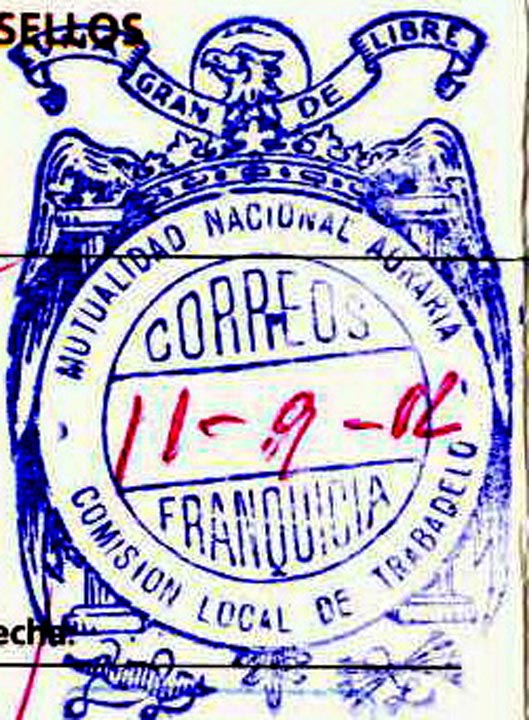 SELLOS
GRAN DE LIBRE
MUTUALIDAD NACIONAL AGRARIA
CORREOS
11-9-02
FRANQUICIA
COMISION LOCAL DE TRABADELO
echa: